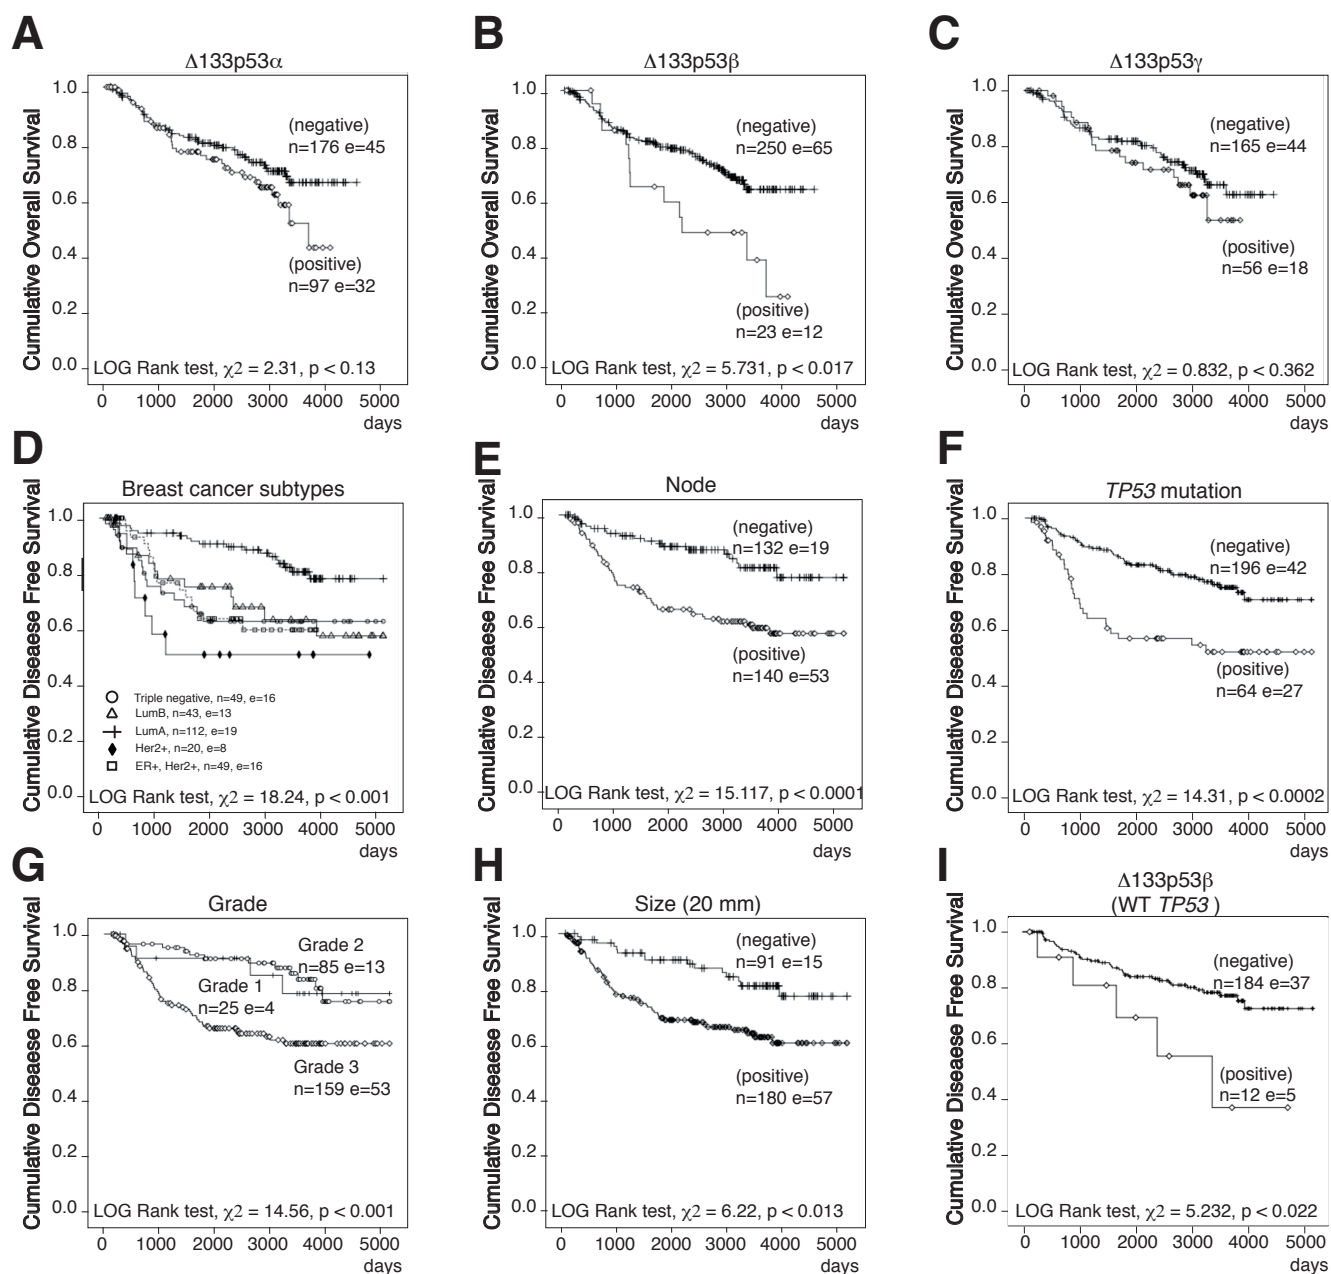 A
Δ133p53α
Cumulative Overall Survival
1.0
0.8
0.6
0.4
0.2
0.0
(negative)
n=176 e=45
(positive)
n=97 e=32
LOG Rank test, χ2 = 2.31, p < 0.13
0 1000 2000 3000 4000 5000
days
B
Δ133p53β
Cumulative Overall Survival
1.0
0.8
0.6
0.4
0.2
0.0
(negative)
n=250 e=65
(positive)
n=23 e=12
LOG Rank test, χ2 = 5.731, p < 0.017
0 1000 2000 3000 4000 5000
days
C
Δ133p53γ
Cumulative Overall Survival
1.0
0.8
0.6
0.4
0.2
0.0
(negative)
n=165 e=44
(positive)
n=56 e=18
LOG Rank test, χ2 = 0.832, p < 0.362
0 1000 2000 3000 4000 5000
days
D
Breast cancer subtypes
Cumulative Diseaese Free Survival
1.0
0.8
0.6
0.4
0.2
0.0
Triple negative, n=49, e=16
LumB, n=43, e=13
LumA, n=112, e=19
Her2+, n=20, e=8
ER+, Her2+, n=49, e=16
LOG Rank test, χ2 = 18.24, p < 0.001
0 1000 2000 3000 4000 5000
days
E
Node
Cumulative Diseaese Free Survival
1.0
0.8
0.6
0.4
0.2
0.0
(negative)
n=132 e=19
(positive)
n=140 e=53
LOG Rank test, χ2 = 15.117, p < 0.0001
0 1000 2000 3000 4000 5000
days
F
TP53 mutation
Cumulative Diseaese Free Survival
1.0
0.8
0.6
0.4
0.2
0.0
(negative)
n=196 e=42
(positive)
n=64 e=27
LOG Rank test, χ2 = 14.31, p < 0.0002
0 1000 2000 3000 4000 5000
days
G
Grade
Cumulative Diseaese Free Survival
1.0
0.8
0.6
0.4
0.2
0.0
Grade 2
n=85 e=13
Grade 1
n=25 e=4
Grade 3
n=159 e=53
LOG Rank test, χ2 = 14.56, p < 0.001
0 1000 2000 3000 4000 5000
days
H
Size (20 mm)
Cumulative Diseaese Free Survival
1.0
0.8
0.6
0.4
0.2
0.0
(negative)
n=91 e=15
(positive)
n=180 e=57
LOG Rank test, χ2 = 6.22, p < 0.013
0 1000 2000 3000 4000 5000
days
I
Δ133p53β
(WT TP53 )
Cumulative Diseaese Free Survival
1.0
0.8
0.6
0.4
0.2
0.0
(negative)
n=184 e=37
(positive)
n=12 e=5
LOG Rank test, χ2 = 5.232, p < 0.022
0 1000 2000 3000 4000 5000
days